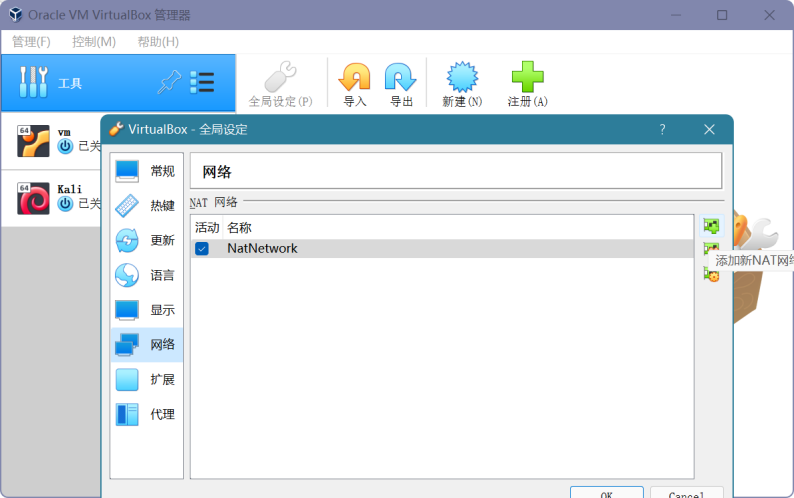 Oracle VM VirtualBox 管理器
管理(F) 控制(M) 帮助(H)
工具
全局设定(P) 导入 导出 新建(N) 注册(A)
64 vm
已关
64 Kali
已关
VirtualBox - 全局设定 ?
常规
热键
更新
语言
显示
网络
扩展
代理
网络
NAT 网络
活动 名称
NatNetwork
添加新NAT网络
OK Cancel